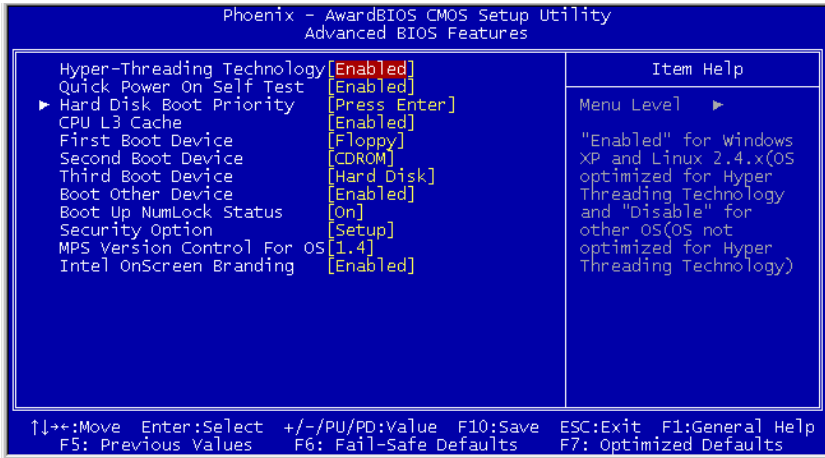 Phoenix - AwardBIOS CMOS Setup Utility
Advanced BIOS Features
Hyper-Threading Technology[Enabled]
Quick Power On Self Test [Enabled]
► Hard Disk Boot Priority [Press Enter]
CPU L3 Cache [Enabled]
First Boot Device [Floppy]
Second Boot Device [CDROM]
Third Boot Device [Hard Disk]
Boot Other Device [Enabled]
Boot Up NumLock Status [On]
Security Option [Setup]
MPS Version Control For OS[1.4]
Intel OnScreen Branding [Enabled]
Item Help
Menu Level ►
"Enabled" for Windows
XP and Linux 2.4.x(OS
optimized for Hyper
Threading Technology
and "Disable" for
other OS(OS not
optimized for Hyper
Threading Technology)
↑↓→←:Move Enter:Select +/-/PU/PD:Value F10:Save ESC:Exit F1:General Help
F5: Previous Values F6: Fail-Safe Defaults F7: Optimized Defaults